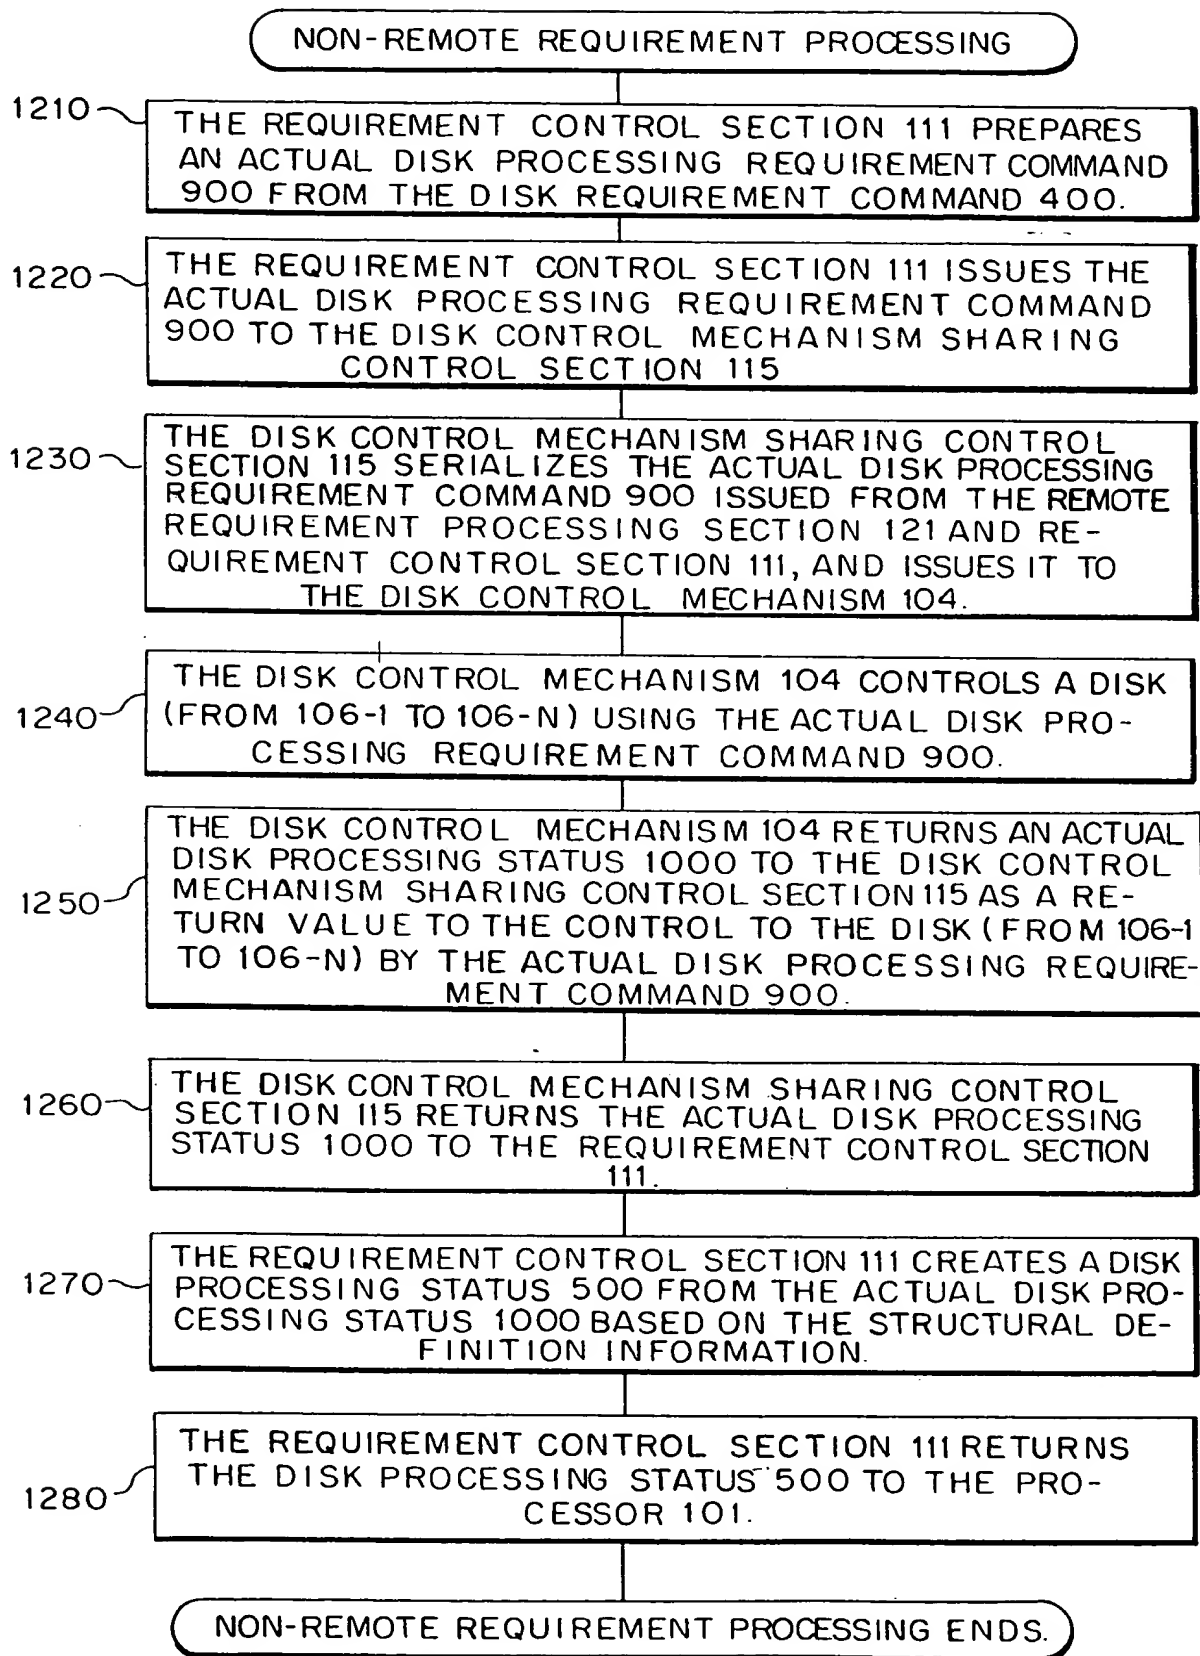 NON-REMOTE REQUIREMENT PROCESSING
1210
THE REQUIREMENT CONTROL SECTION 111 PREPARES
AN ACTUAL DISK PROCESSING REQUIREMENT COMMAND
900 FROM THE DISK REQUIREMENT COMMAND 400.
1220
THE REQUIREMENT CONTROL SECTION 111 ISSUES THE
ACTUAL DISK PROCESSING REQUIREMENT COMMAND
900 TO THE DISK CONTROL MECHANISM SHARING
CONTROL SECTION 115
1230
THE DISK CONTROL MECHANISM SHARING CONTROL
SECTION 115 SERIALIZES THE ACTUAL DISK PROCESSING
REQUIREMENT COMMAND 900 ISSUED FROM THE REMOTE
REQUIREMENT PROCESSING SECTION 121 AND RE-
QUIREMENT CONTROL SECTION 111, AND ISSUES IT TO
THE DISK CONTROL MECHANISM 104.
1240
THE DISK CONTROL MECHANISM 104 CONTROLS A DISK
(FROM 106-1 TO 106-N) USING THE ACTUAL DISK PRO-
CESSING REQUIREMENT COMMAND 900.
1250
THE DISK CONTROL MECHANISM 104 RETURNS AN ACTUAL
DISK PROCESSING STATUS 1000 TO THE DISK CONTROL
MECHANISM SHARING CONTROL SECTION 115 AS A RE-
TURN VALUE TO THE CONTROL TO THE DISK (FROM 106-1
TO 106-N) BY THE ACTUAL DISK PROCESSING REQUIRE-
MENT COMMAND 900.
1260
THE DISK CONTROL MECHANISM SHARING CONTROL
SECTION 115 RETURNS THE ACTUAL DISK PROCESSING
STATUS 1000 TO THE REQUIREMENT CONTROL SECTION
111.
1270
THE REQUIREMENT CONTROL SECTION 111 CREATES A DISK
PROCESSING STATUS 500 FROM THE ACTUAL DISK PRO-
CESSING STATUS 1000 BASED ON THE STRUCTURAL DE-
FINITION INFORMATION.
1280
THE REQUIREMENT CONTROL SECTION 111 RETURNS
THE DISK PROCESSING STATUS 500 TO THE PRO-
CESSOR 101.
NON-REMOTE REQUIREMENT PROCESSING ENDS.